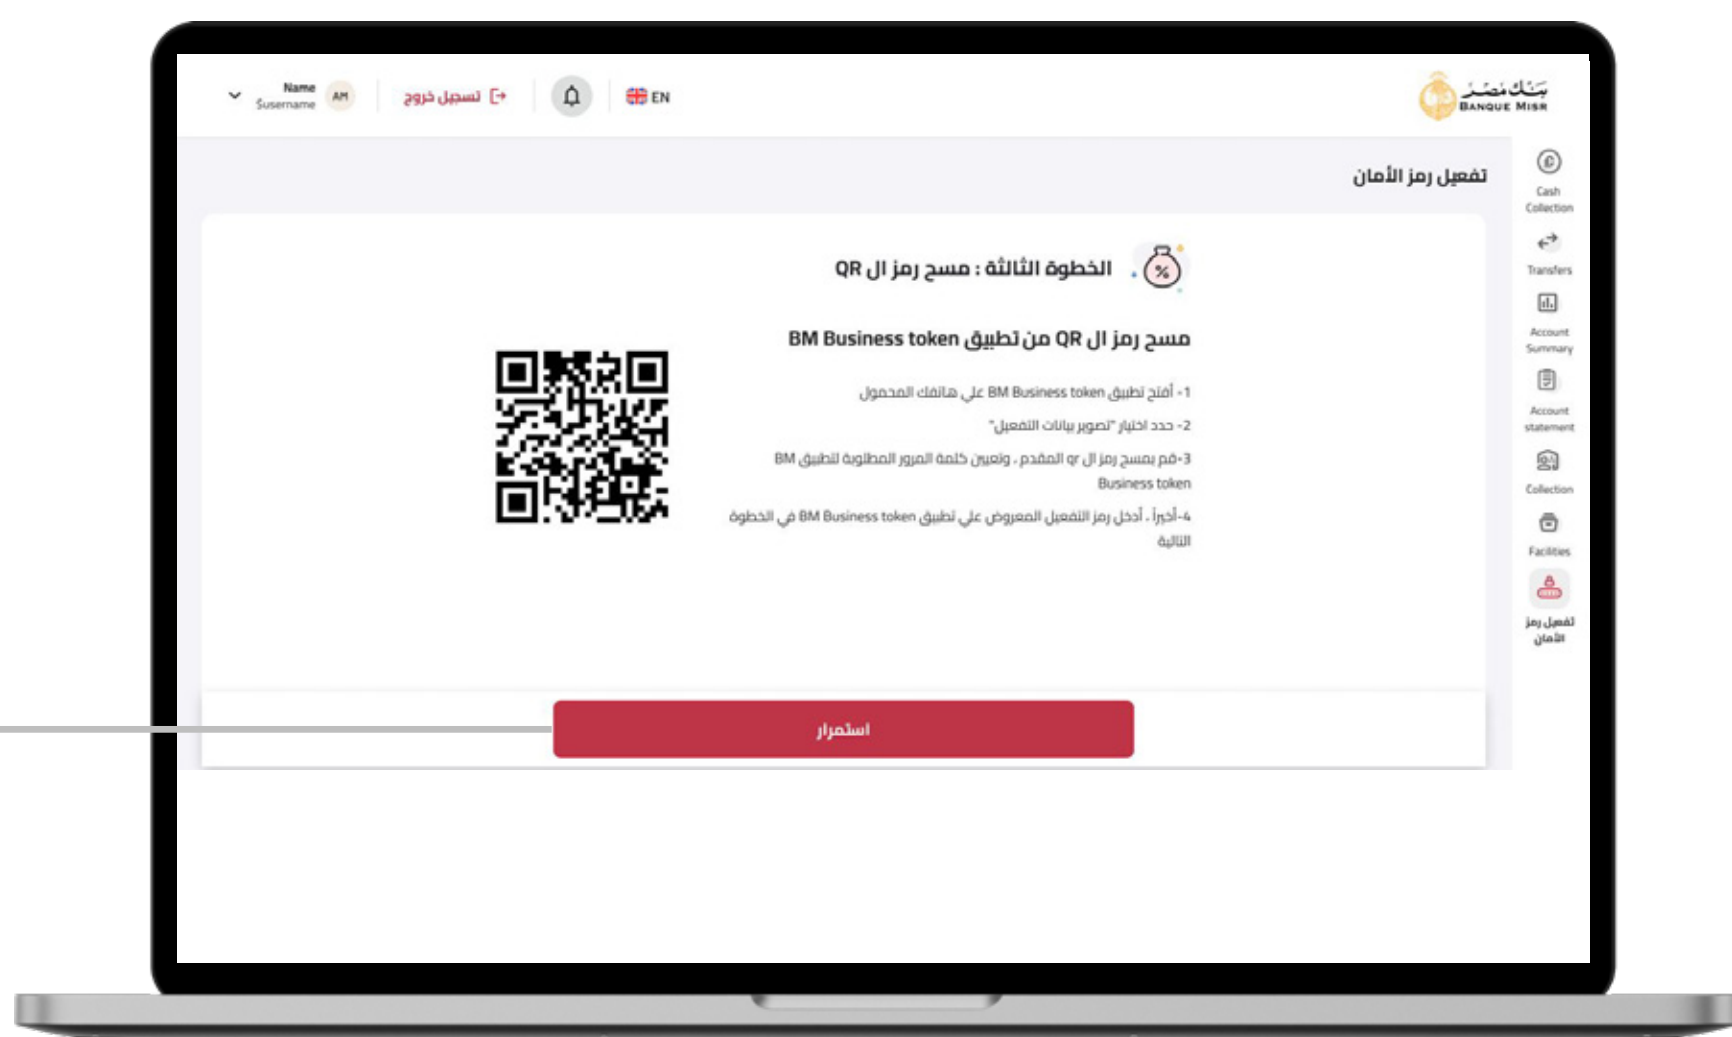 بنك مصر
BANQUE MISR
EN
تسجيل خروج
AM
Name
$username
تفعيل رمز الأمان
Cash
Collection
Transfers
Account
Summary
Account
statement
Collection
Facilities
تفعيل رمز
الأمان
الخطوة الثالثة : مسح رمز ال QR
مسح رمز ال QR من تطبيق BM Business token
1- أفتح تطبيق BM Business token علي هاتفك المحمول
2- حدد اختيار "تصوير بيانات التفعيل"
3-قم بمسح رمز ال qr المقدم ، وتعيين كلمة المرور المطلوبة لتطبيق BM
Business token
4-أخيراً ، أدخل رمز التفعيل المعروض علي تطبيق BM Business token في الخطوة
التالية
استمرار